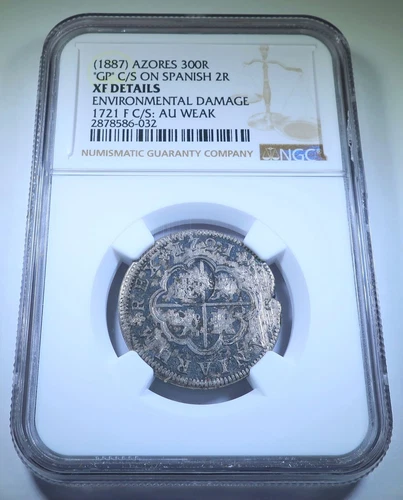 (1887) AZORES 300R
"GP" C/S ON SPANISH 2R
XF DETAILS
ENVIRONMENTAL DAMAGE
1721 F C/S: AU WEAK
2878586-032
NUMISMATIC GUARANTY COMPANY
NGC